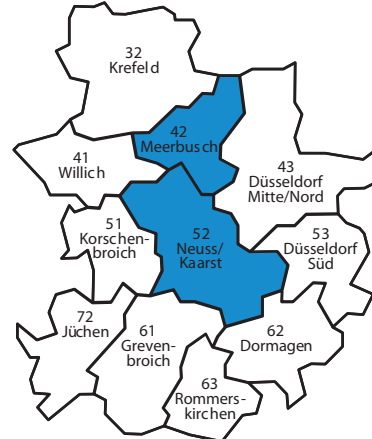 32
Krefeld
42
Meerbusch
41
Willich
43
Düsseldorf
Mitte/Nord
51
Korschen-
broich
52
Neuss/
Kaarst
53
Düsseldorf
Süd
72
Jüchen
61
Greven-
broich
62
Dormagen
63
Rommers-
kirchen